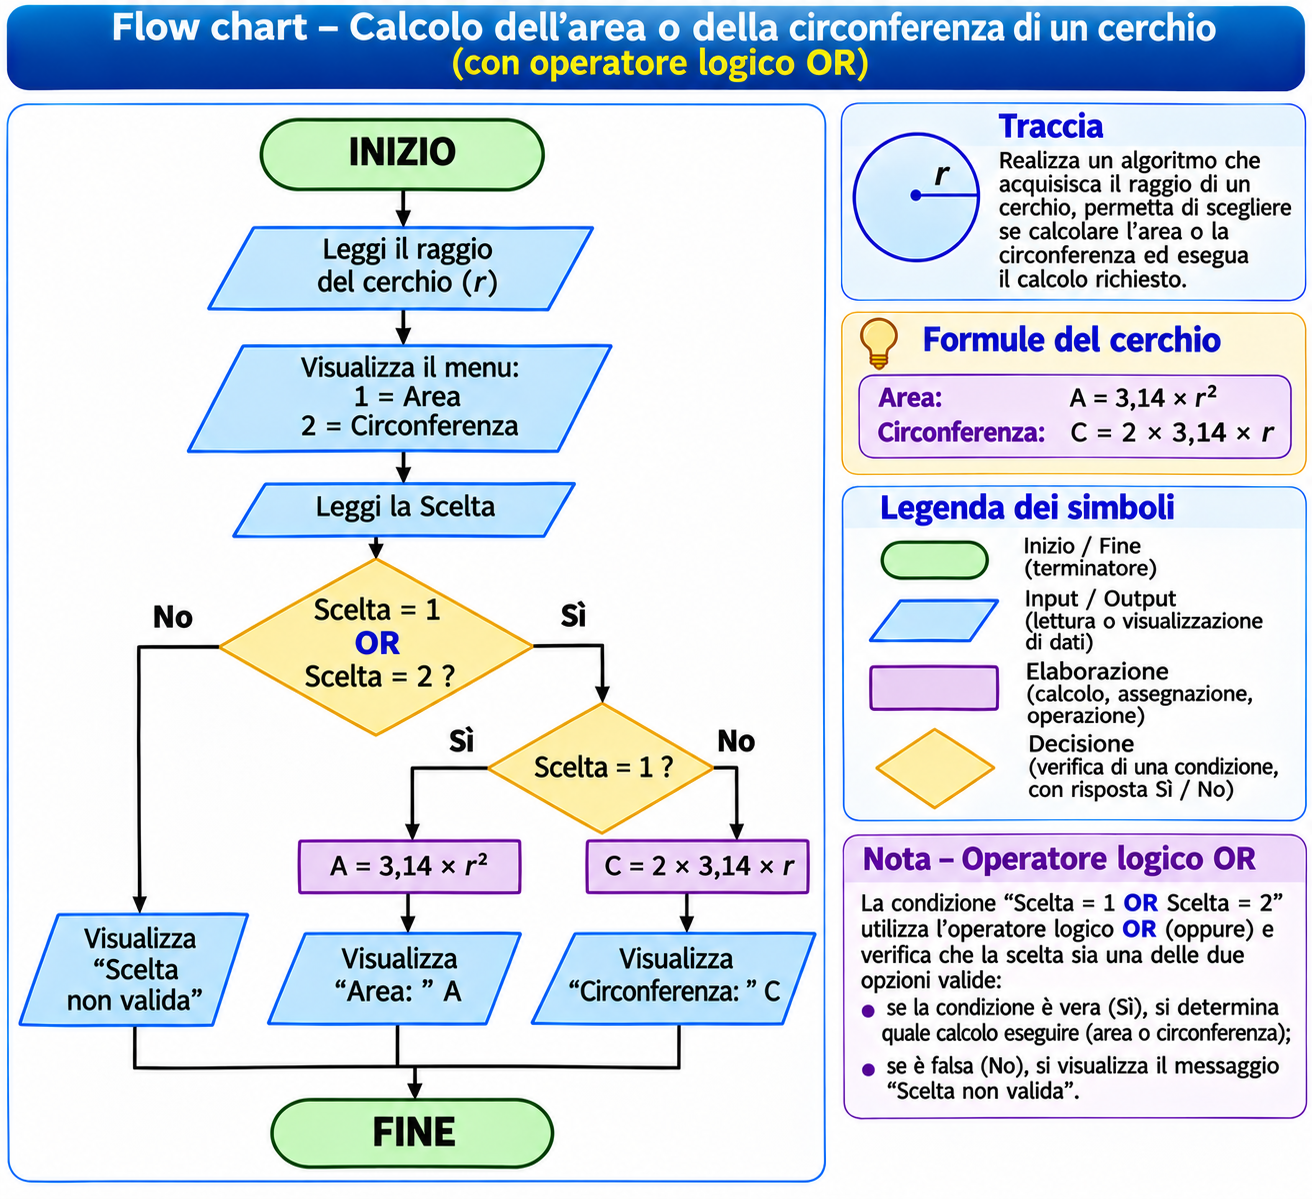 Flow chart – Calcolo dell'area o della circonferenza di un cerchio
(con operatore logico OR)
INIZIO
Leggi il raggio
del cerchio (r)
Visualizza il menu:
1 = Area
2 = Circonferenza
Leggi la Scelta
Scelta = 1
OR
Scelta = 2 ?
No
Sì
Scelta = 1 ?
Sì
No
A = 3,14 × r²
C = 2 × 3,14 × r
Visualizza
“Scelta
non valida”
Visualizza
“Area: ” A
Visualizza
“Circonferenza: ” C
FINE
Traccia
r
Realizza un algoritmo che
acquisisca il raggio di un
cerchio, permetta di scegliere
se calcolare l'area o la
circonferenza ed esegua
il calcolo richiesto.
Formule del cerchio
Area: A = 3,14 × r²
Circonferenza: C = 2 × 3,14 × r
Legenda dei simboli
Inizio / Fine
(terminatore)
Input / Output
(lettura o visualizzazione
di dati)
Elaborazione
(calcolo, assegnazione,
operazione)
Decisione
(verifica di una condizione,
con risposta Sì / No)
Nota – Operatore logico OR
La condizione “Scelta = 1 OR Scelta = 2”
utilizza l'operatore logico OR (oppure) e
verifica che la scelta sia una delle due
opzioni valide:
● se la condizione è vera (Sì), si determina
quale calcolo eseguire (area o circonferenza);
● se è falsa (No), si visualizza il messaggio
“Scelta non valida”.